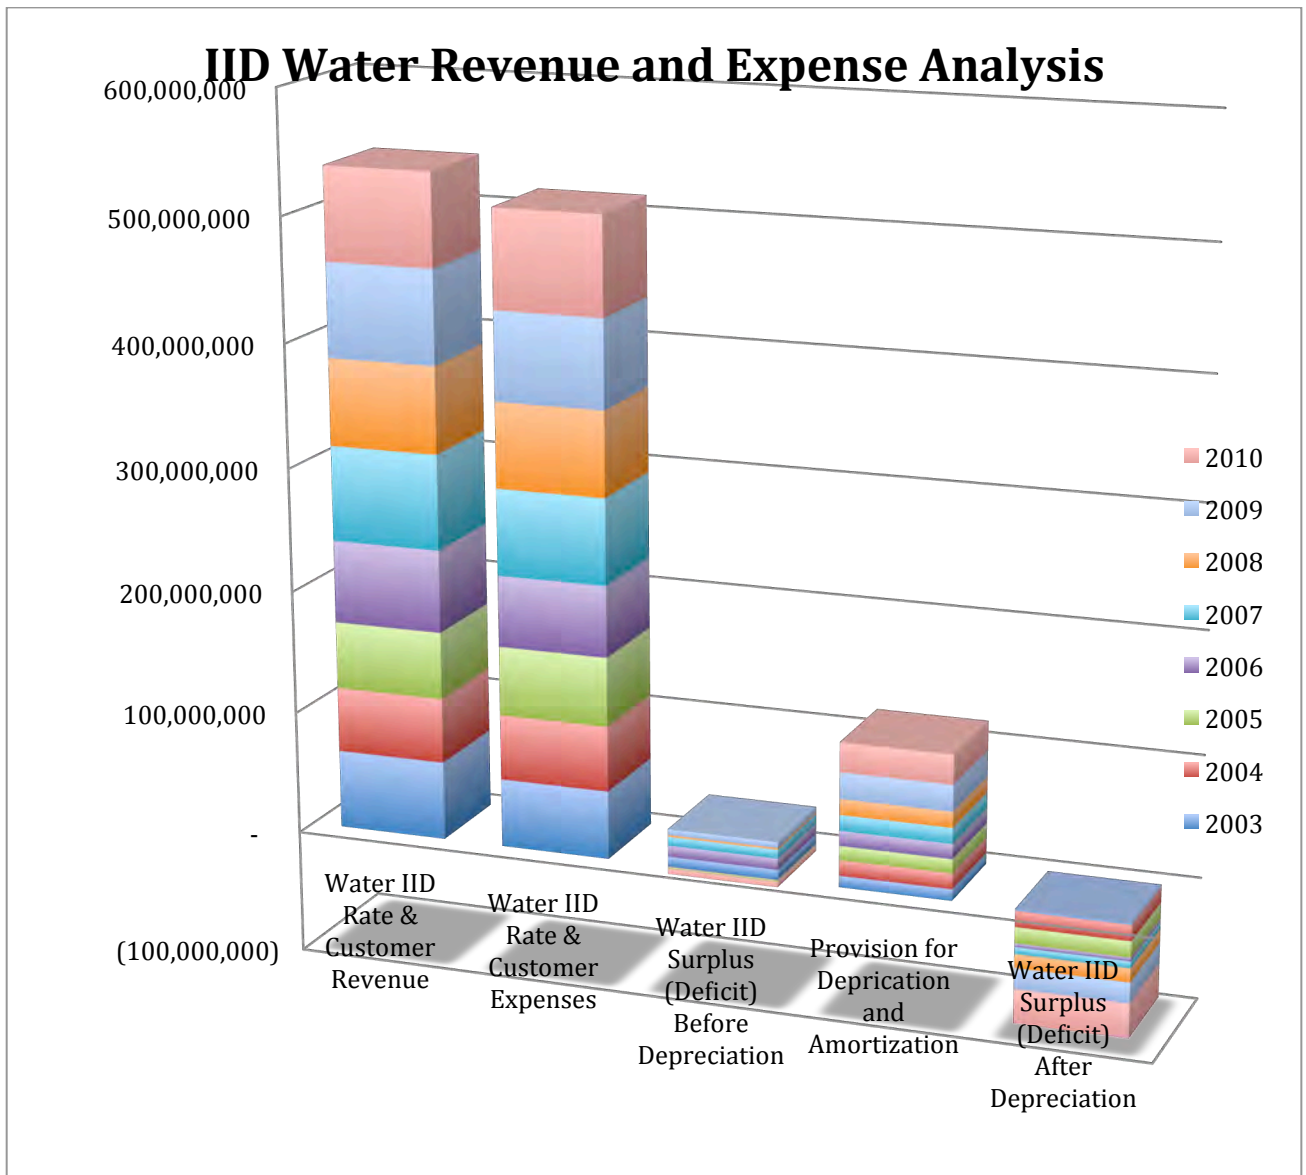 IID Water Revenue and Expense Analysis
600,000,000
500,000,000
400,000,000
300,000,000
200,000,000
100,000,000
-
(100,000,000)
Water IID
Rate &
Customer
Revenue
Water IID
Rate &
Customer
Expenses
Water IID
Surplus
(Deficit)
Before
Depreciation
Provision for
Deprication
and
Amortization
Water IID
Surplus
(Deficit)
After
Depreciation
2010
2009
2008
2007
2006
2005
2004
2003